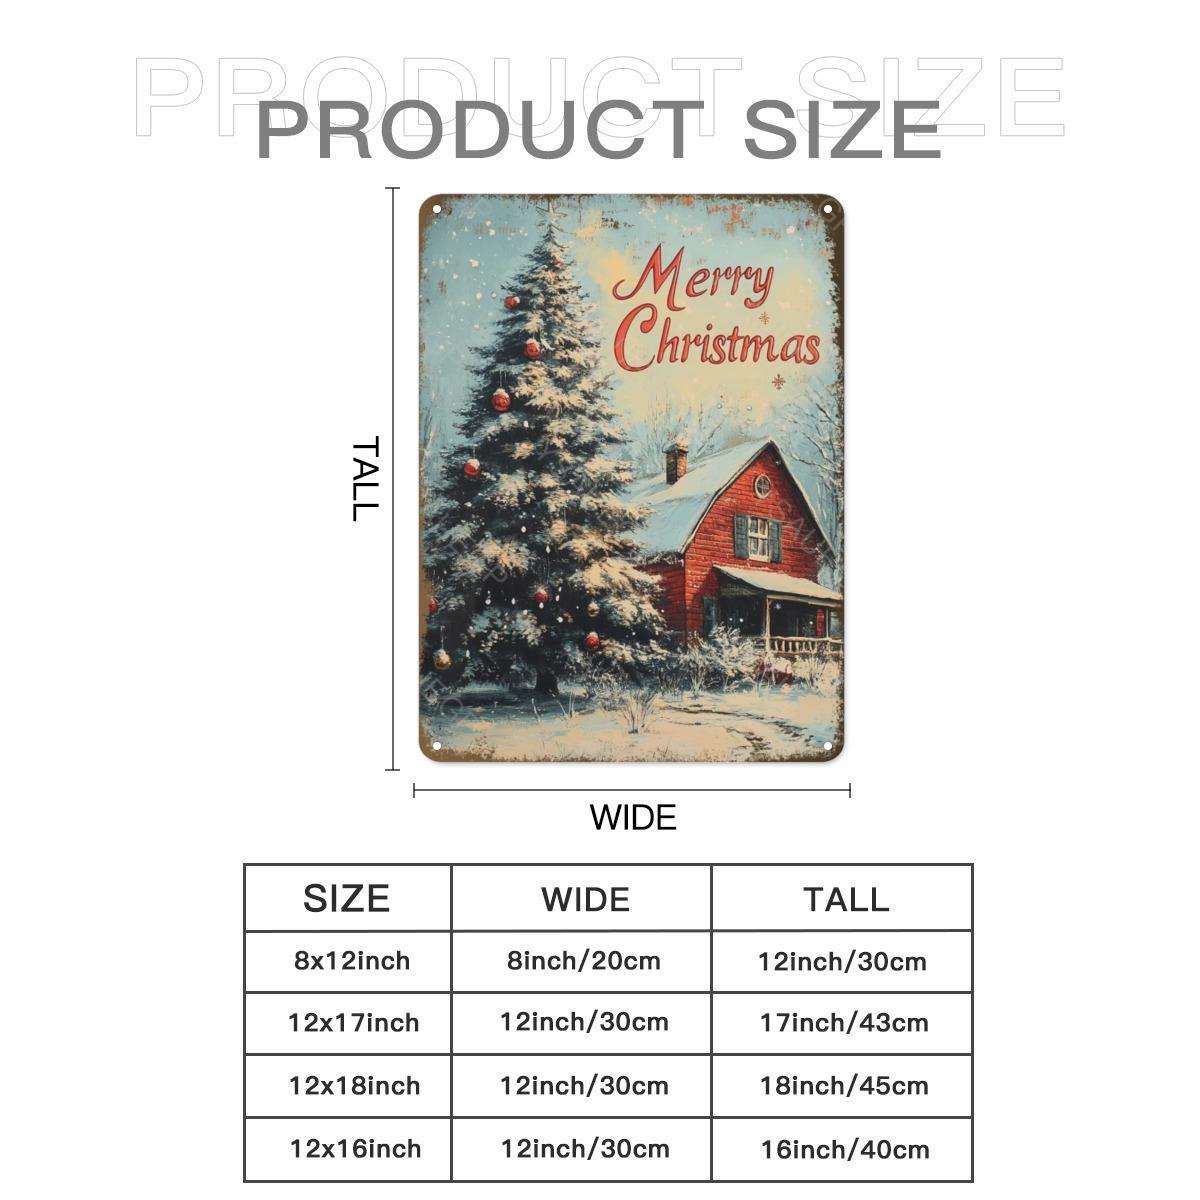 PRODUCT SIZE
PRODUCT SIZE
Merry
Christmas
TALL
WIDE
SIZE WIDE TALL
8x12inch 8inch/20cm 12inch/30cm
12x17inch 12inch/30cm 17inch/43cm
12x18inch 12inch/30cm 18inch/45cm
12x16inch 12inch/30cm 16inch/40cm